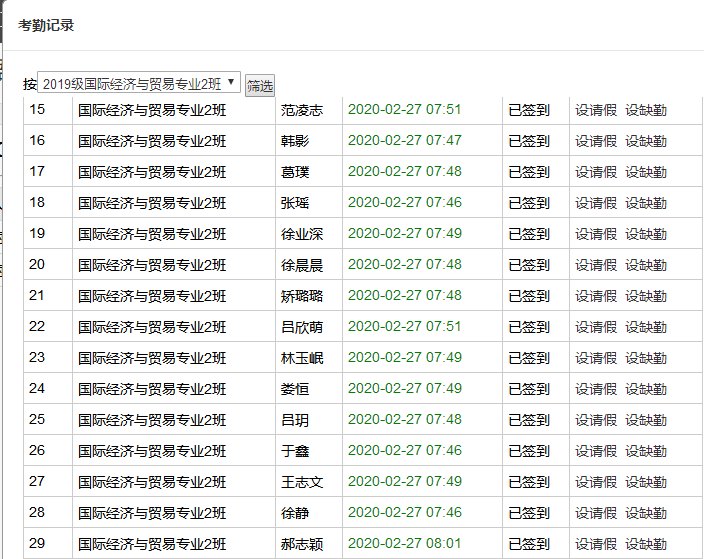 考勤记录
按 2019级国际经济与贸易专业2班 ▼ 筛选
15 国际经济与贸易专业2班 范凌志 2020-02-27 07:51 已签到 设请假 设缺勤
16 国际经济与贸易专业2班 韩影 2020-02-27 07:47 已签到 设请假 设缺勤
17 国际经济与贸易专业2班 葛璞 2020-02-27 07:48 已签到 设请假 设缺勤
18 国际经济与贸易专业2班 张瑶 2020-02-27 07:46 已签到 设请假 设缺勤
19 国际经济与贸易专业2班 徐业深 2020-02-27 07:49 已签到 设请假 设缺勤
20 国际经济与贸易专业2班 徐晨晨 2020-02-27 07:48 已签到 设请假 设缺勤
21 国际经济与贸易专业2班 矫璐璐 2020-02-27 07:48 已签到 设请假 设缺勤
22 国际经济与贸易专业2班 吕欣萌 2020-02-27 07:51 已签到 设请假 设缺勤
23 国际经济与贸易专业2班 林玉岷 2020-02-27 07:49 已签到 设请假 设缺勤
24 国际经济与贸易专业2班 娄恒 2020-02-27 07:49 已签到 设请假 设缺勤
25 国际经济与贸易专业2班 吕玥 2020-02-27 07:48 已签到 设请假 设缺勤
26 国际经济与贸易专业2班 于鑫 2020-02-27 07:46 已签到 设请假 设缺勤
27 国际经济与贸易专业2班 王志文 2020-02-27 07:49 已签到 设请假 设缺勤
28 国际经济与贸易专业2班 徐静 2020-02-27 07:46 已签到 设请假 设缺勤
29 国际经济与贸易专业2班 郝志颖 2020-02-27 08:01 已签到 设请假 设缺勤